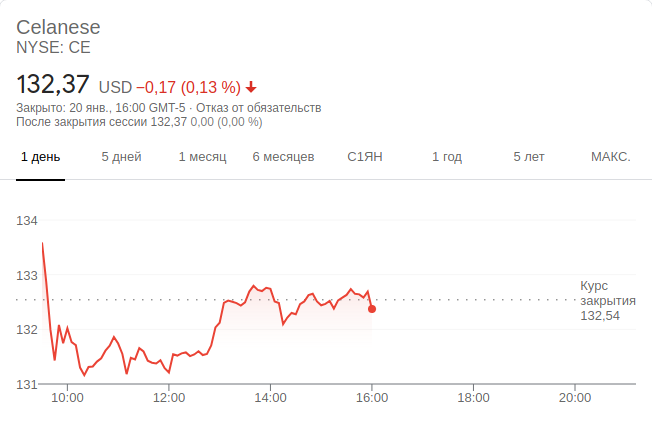 Celanese
NYSE: CE
132,37 USD −0,17 (0,13 %)
Закрыто: 20 янв., 16:00 GMT-5 · Отказ от обязательств
После закрытия сессии 132,37 0,00 (0,00 %)
1 день 5 дней 1 месяц 6 месяцев С1ЯН 1 год 5 лет МАКС.
134
133
Курс
закрытия
132,54
132
131
10:00 12:00 14:00 16:00 18:00 20:00